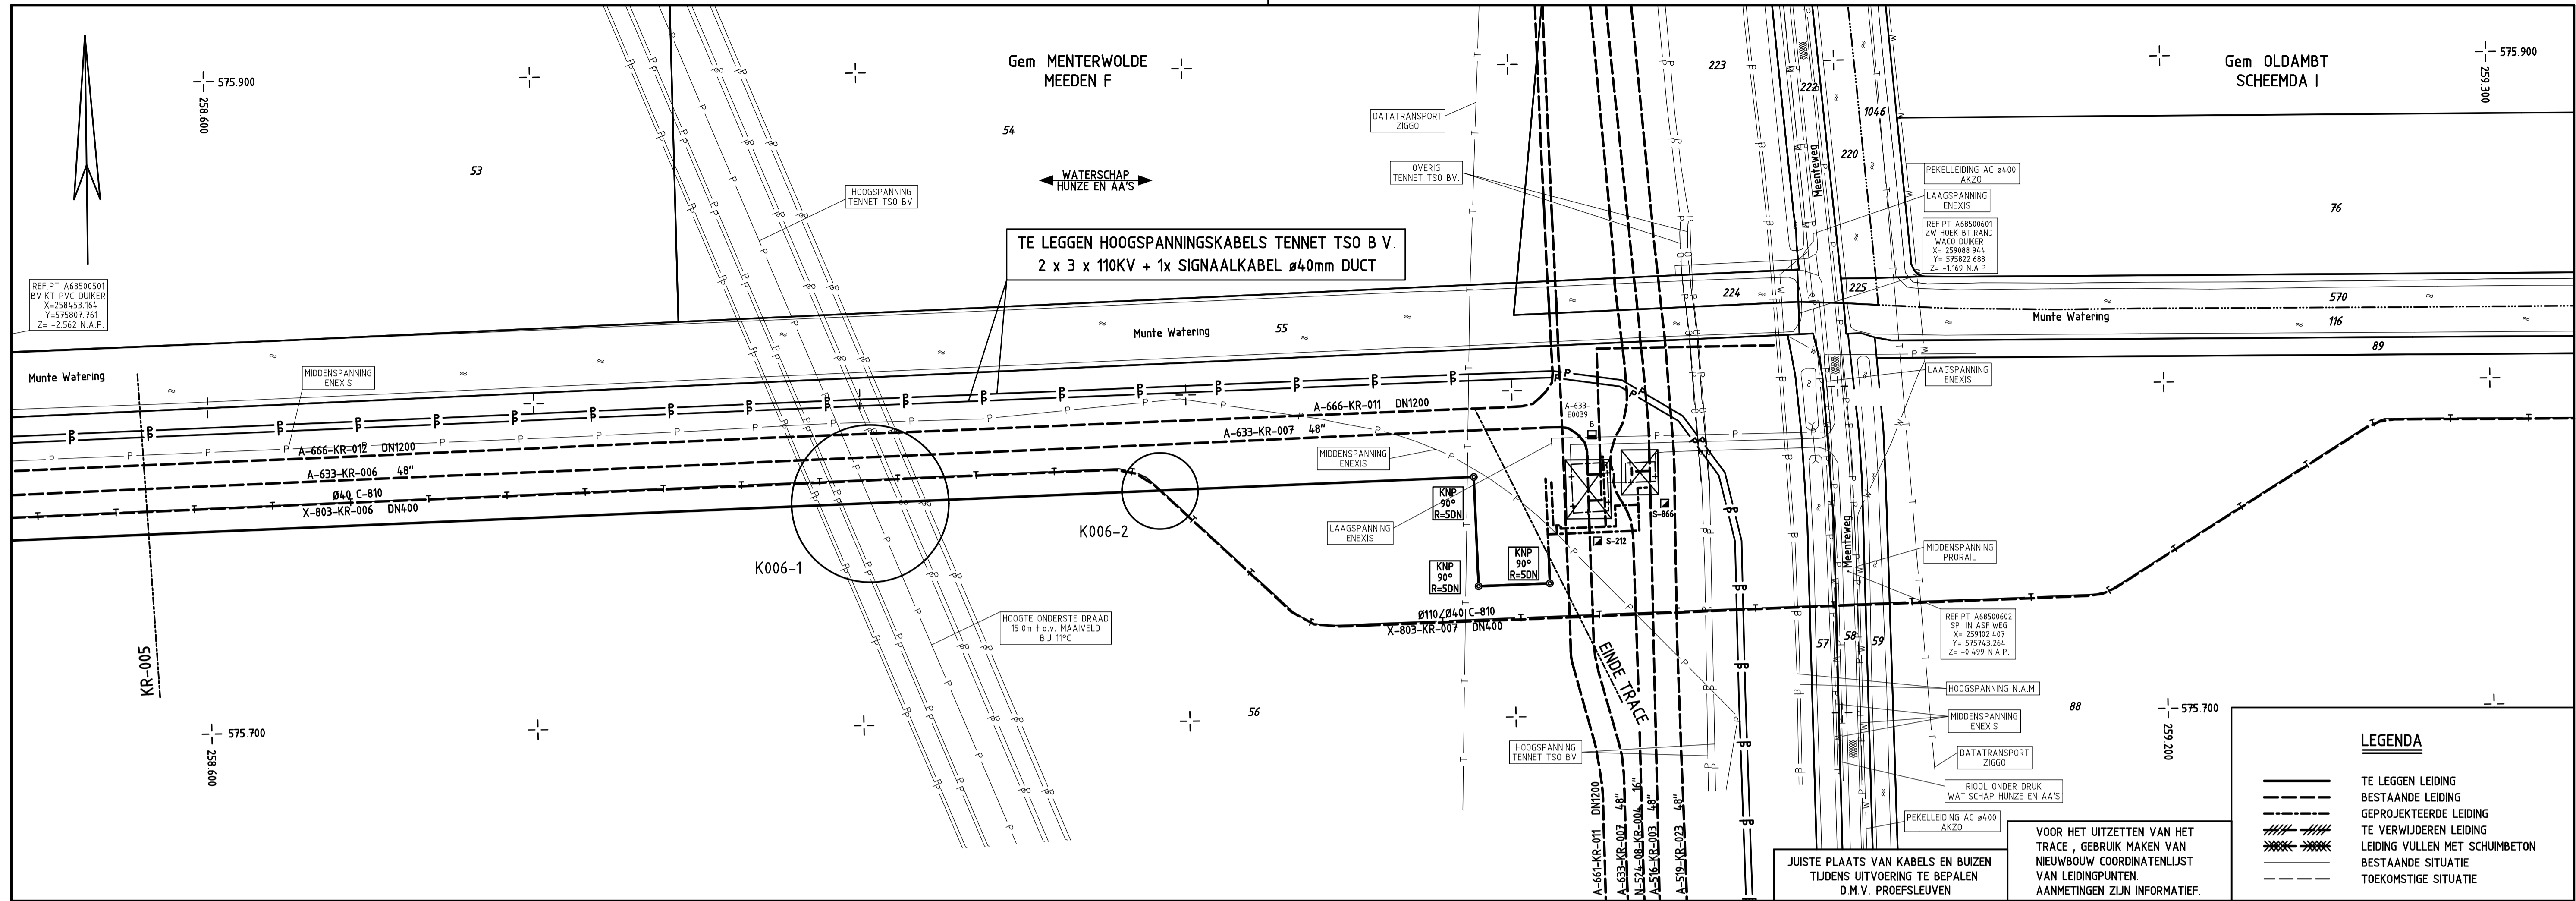 575.900
258.600
Gem. MENTERWOLDE
MEEDEN F
Gem. OLDAMBT
SCHEEMDA I
575.900
259.300
53
54
223
222
1046
220
76
Meenteweg
DATATRANSPORT
ZIGGO
OVERIG
TENNET TSO BV.
WATERSCHAP
HUNZE EN AA'S
HOOGSPANNING
TENNET TSO BV.
PEKELLEIDING AC ø400
AKZO
LAAGSPANNING
ENEXIS
REF.PT A68500601
ZW HOEK BT.RAND
WACO DUIKER
X= 259088.944
Y= 575822.688
Z= -1.169 N.A.P.
TE LEGGEN HOOGSPANNINGSKABELS TENNET TSO B.V.
2 x 3 x 110KV + 1x SIGNAALKABEL ø40mm DUCT
REF.PT A68500501
BV KT PVC DUIKER
X=258453.164
Y=575807.761
Z= -2.562 N.A.P.
224
225
570
Munte Watering
55
Munte Watering
116
89
Munte Watering
MIDDENSPANNING
ENEXIS
LAAGSPANNING
ENEXIS
A-666-KR-011 DN1200
A-633-
E0039
B
A-633-KR-007 48"
A-666-KR-012 DN1200
A-633-KR-006 48"
Ø40 C-810
X-803-KR-006 DN400
MIDDENSPANNING
ENEXIS
KNP
90°
R=5DN
S-866
LAAGSPANNING
ENEXIS
S-212
K006-1
K006-2
KNP
90°
R=5DN
KNP
90°
R=5DN
Meenteweg
MIDDENSPANNING
PRORAIL
HOOGTE ONDERSTE DRAAD
15.0m t.o.v. MAAIVELD
BIJ 11°C
Ø110/Ø40 C-810
X-803-KR-007 DN400
REF.PT A68500602
SP. IN ASF.WEG
X= 259102.407
Y= 575743.264
Z= -0.499 N.A.P.
57
58
59
KR-005
EINDE TRACE
HOOGSPANNING N.A.M.
56
88
575.700
258.600
575.700
259.200
MIDDENSPANNING
ENEXIS
HOOGSPANNING
TENNET TSO BV.
DATATRANSPORT
ZIGGO
RIOOL ONDER DRUK
WAT.SCHAP HUNZE EN AA'S
PEKELLEIDING AC ø400
AKZO
A-661-KR-011 DN1200
A-633-KR-007 48"
N-524-08-KR-004 16"
A-516-KR-003 48"
A-519-KR-023 48"
JUISTE PLAATS VAN KABELS EN BUIZEN
TIJDENS UITVOERING TE BEPALEN
D.M.V. PROEFSLEUVEN
VOOR HET UITZETTEN VAN HET
TRACE , GEBRUIK MAKEN VAN
NIEUWBOUW COORDINATENLIJST
VAN LEIDINGPUNTEN.
AANMETINGEN ZIJN INFORMATIEF.
LEGENDA
TE LEGGEN LEIDING
BESTAANDE LEIDING
GEPROJEKTEERDE LEIDING
TE VERWIJDEREN LEIDING
LEIDING VULLEN MET SCHUIMBETON
BESTAANDE SITUATIE
TOEKOMSTIGE SITUATIE